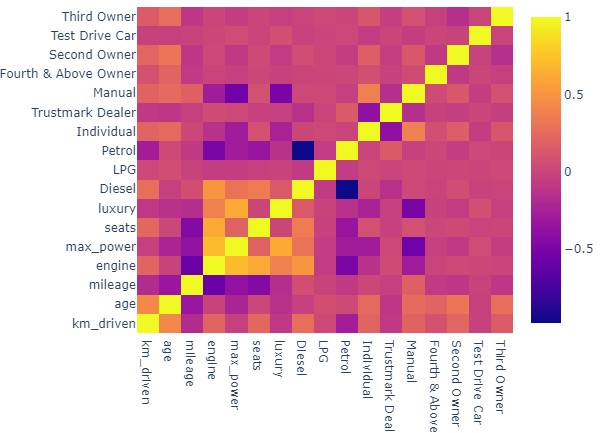 Third Owner
Test Drive Car
Second Owner
Fourth & Above Owner
Manual
Trustmark Dealer
Individual
Petrol
LPG
Diesel
luxury
seats
max_power
engine
mileage
age
km_driven
km_driven
age
mileage
engine
max_power
seats
luxury
Diesel
LPG
Petrol
Individual
Trustmark Deal
Manual
Fourth & Above
Second Owner
Test Drive Car
Third Owner
1
0.5
0
−0.5